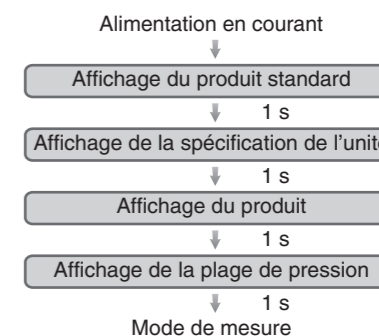 Alimentation en courant
Affichage du produit standard
1 s
Affichage de la spécification de l'unité
1 s
Affichage du produit
1 s
Affichage de la plage de pression
1 s
Mode de mesure